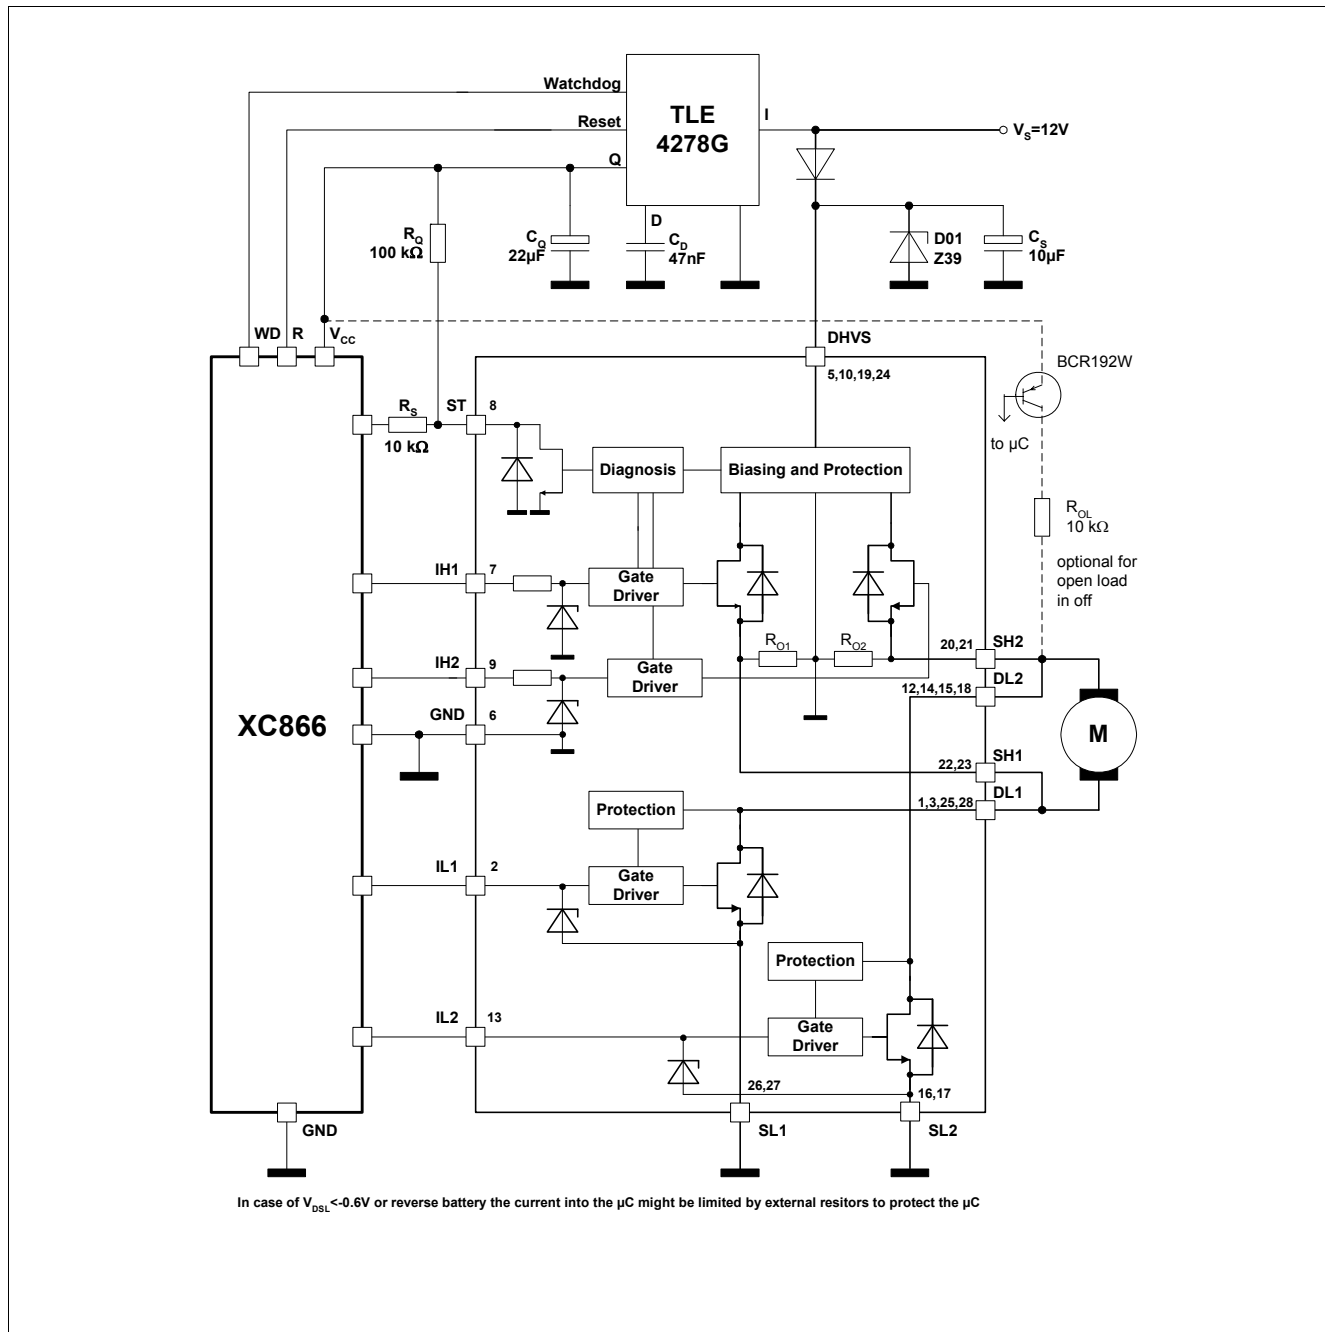 Watchdog
TLE
4278G
I
Reset
V_S=12V
Q
D
R_Q
100 kΩ
C_Q
22µF
C_D
47nF
D01
Z39
C_S
10µF
WD
R
V_CC
DHVS
5,10,19,24
BCR192W
R_S
10 kΩ
ST
8
to µC
Diagnosis
Biasing and Protection
R_OL
10 kΩ
optional for
open load
in off
IH1
7
Gate
Driver
R_O1
R_O2
20,21
SH2
IH2
9
Gate
Driver
DL2
12,14,15,18
XC866
GND
6
M
SH1
22,23
DL1
1,3,25,28
Protection
IL1
2
Gate
Driver
Protection
IL2
13
Gate
Driver
26,27
16,17
GND
SL1
SL2
In case of V_DSL<-0.6V or reverse battery the current into the µC might be limited by external resitors to protect the µC